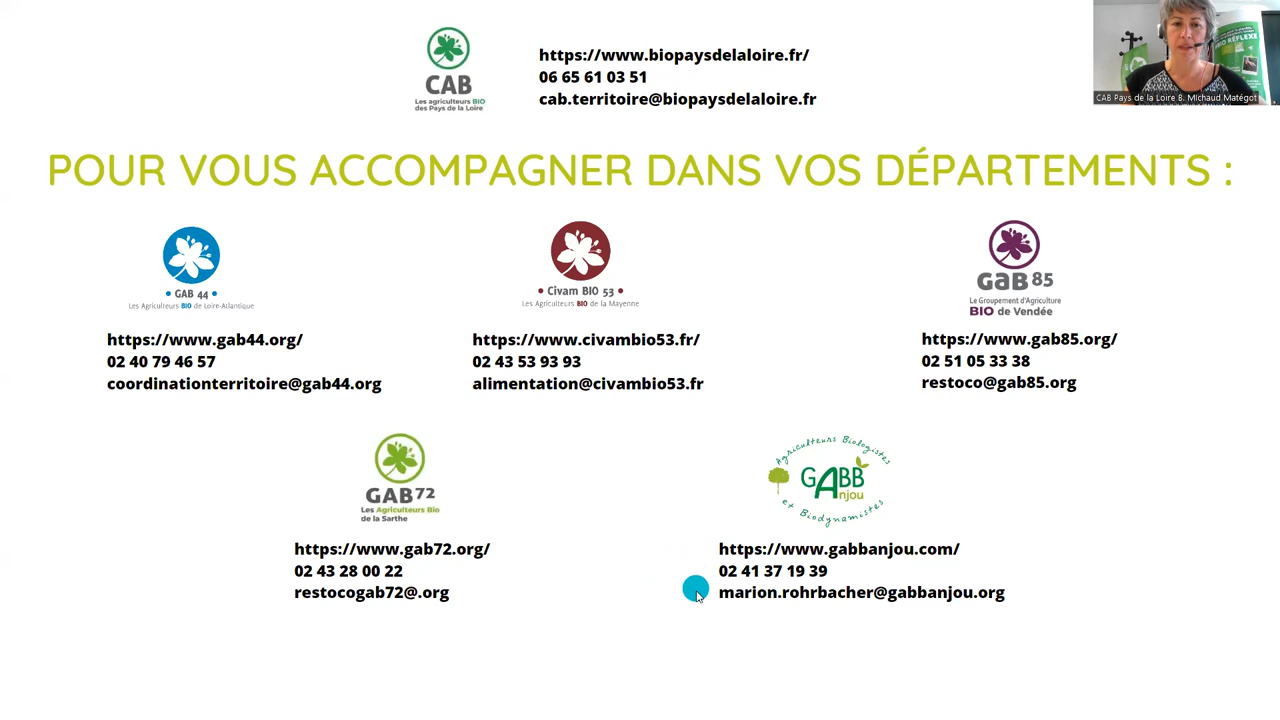 CAB
Les agriculteurs BIO
des Pays de la Loire
https://www.biopaysdelaloire.fr/
06 65 61 03 51
cab.territoire@biopaysdelaloire.fr
BIO RÉFLEXE
CAB Pays de la Loire B. Michaud Matégot
POUR VOUS ACCOMPAGNER DANS VOS DÉPARTEMENTS :
• GAB 44 •
Les Agriculteurs BIO de Loire-Atlantique
https://www.gab44.org/
02 40 79 46 57
coordinationterritoire@gab44.org
• Civam BIO 53 •
Les Agriculteurs BIO de la Mayenne
https://www.civambio53.fr/
02 43 53 93 93
alimentation@civambio53.fr
GAB 85
Le Groupement d'Agriculture
BIO de Vendée
https://www.gab85.org/
02 51 05 33 38
restoco@gab85.org
GAB 72
Les Agriculteurs Bio
de la Sarthe
https://www.gab72.org/
02 43 28 00 22
restocogab72@.org
Agriculteurs Biologistes
GABB
Anjou
et Biodynamistes
https://www.gabbanjou.com/
02 41 37 19 39
marion.rohrbacher@gabbanjou.org